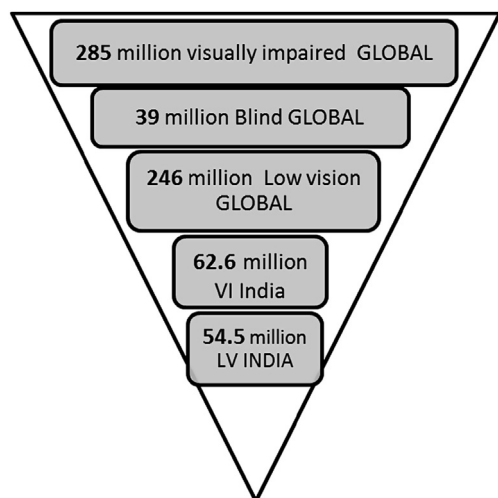 285 million visually impaired GLOBAL
39 million Blind GLOBAL
246 million Low vision
GLOBAL
62.6 million
VI India
54.5 million
LV INDIA